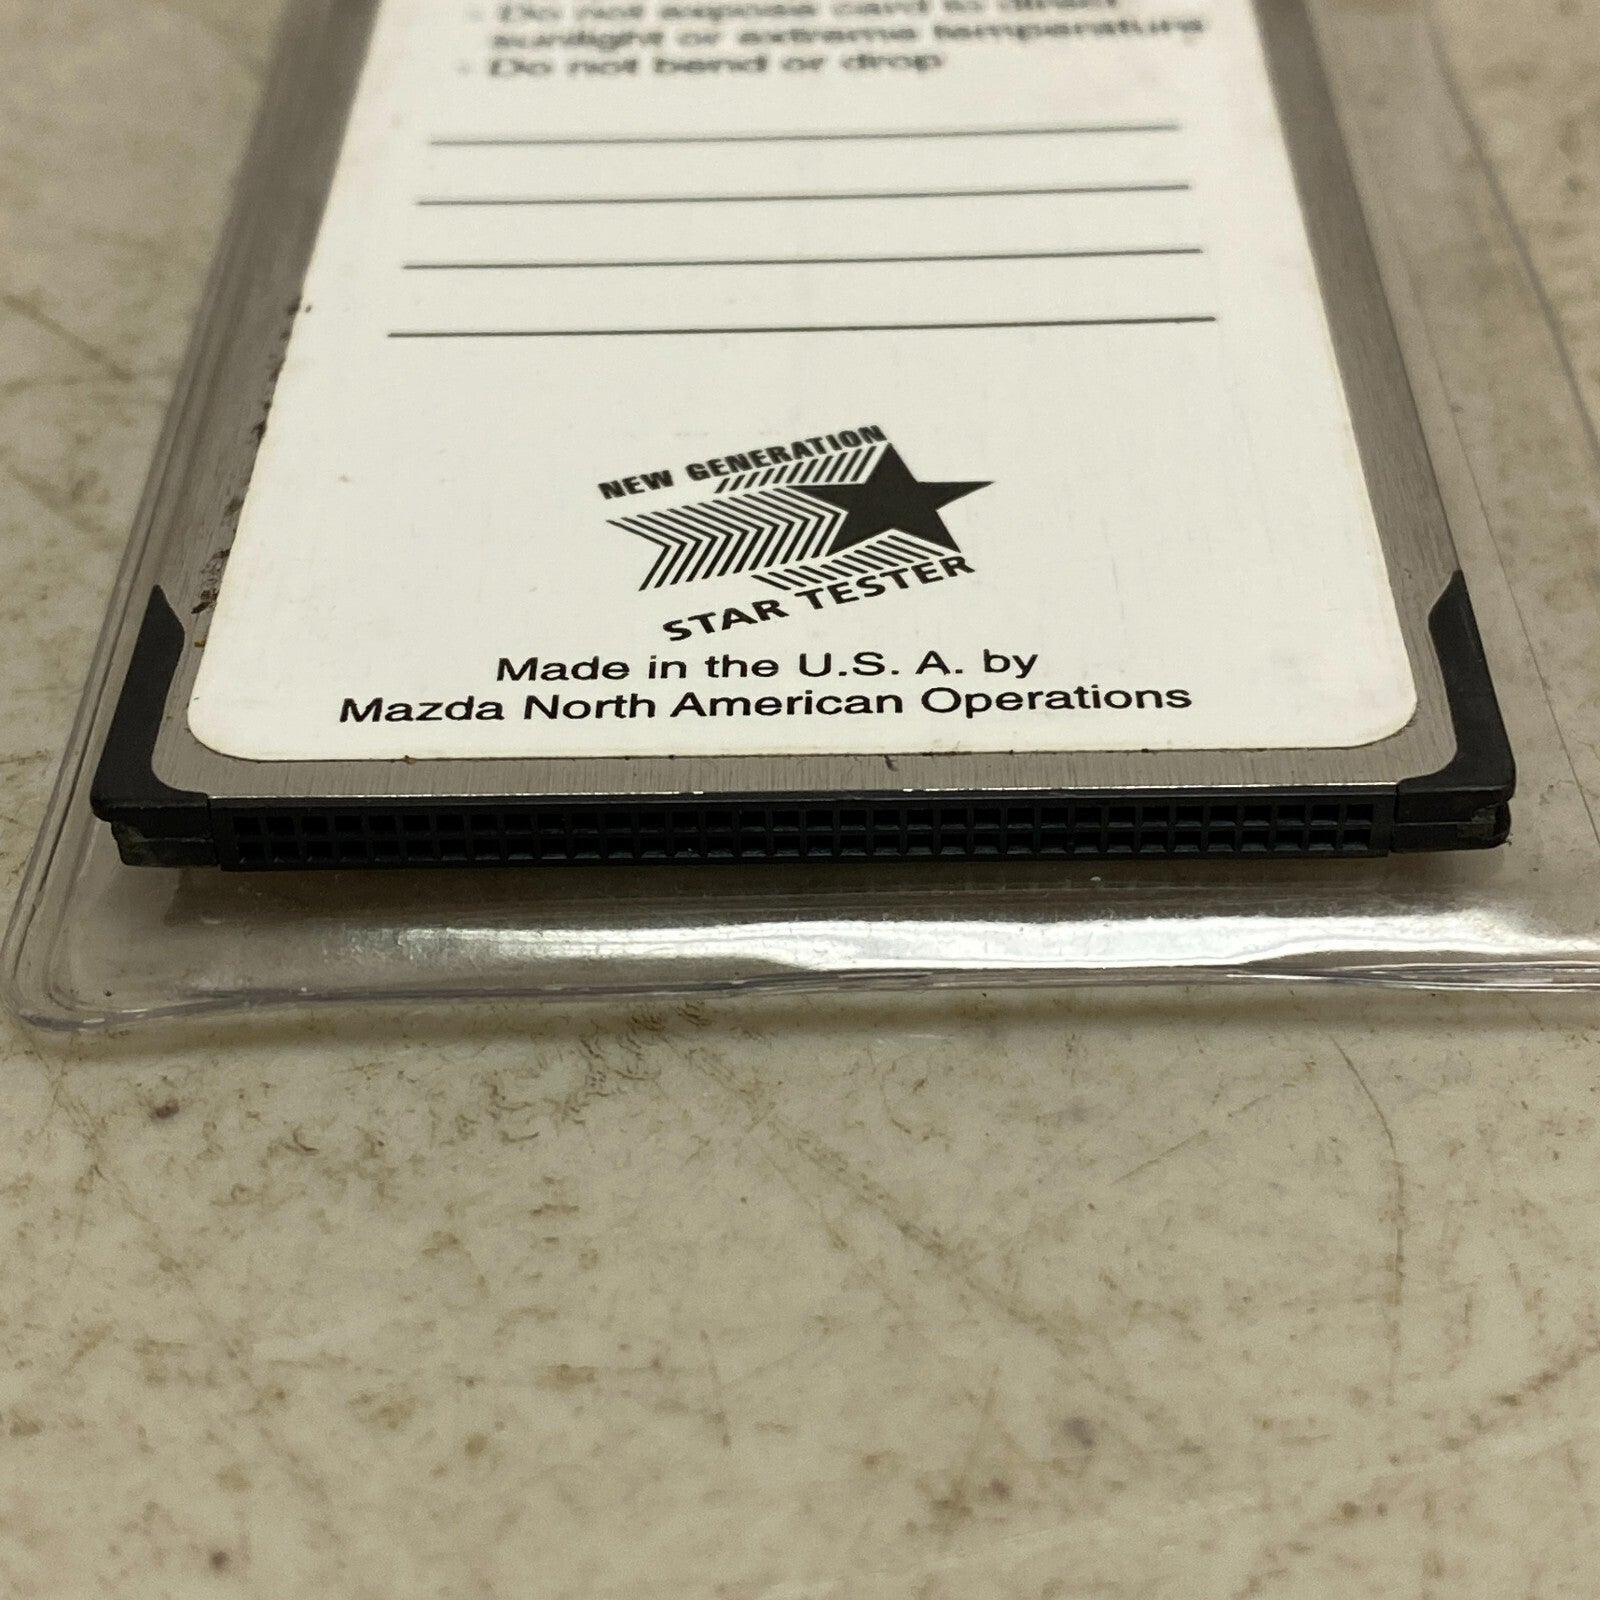 • Do not expose card to direct
sunlight or extreme temperature
• Do not bend or drop
NEW GENERATION
STAR TESTER
Made in the U.S. A. by
Mazda North American Operations